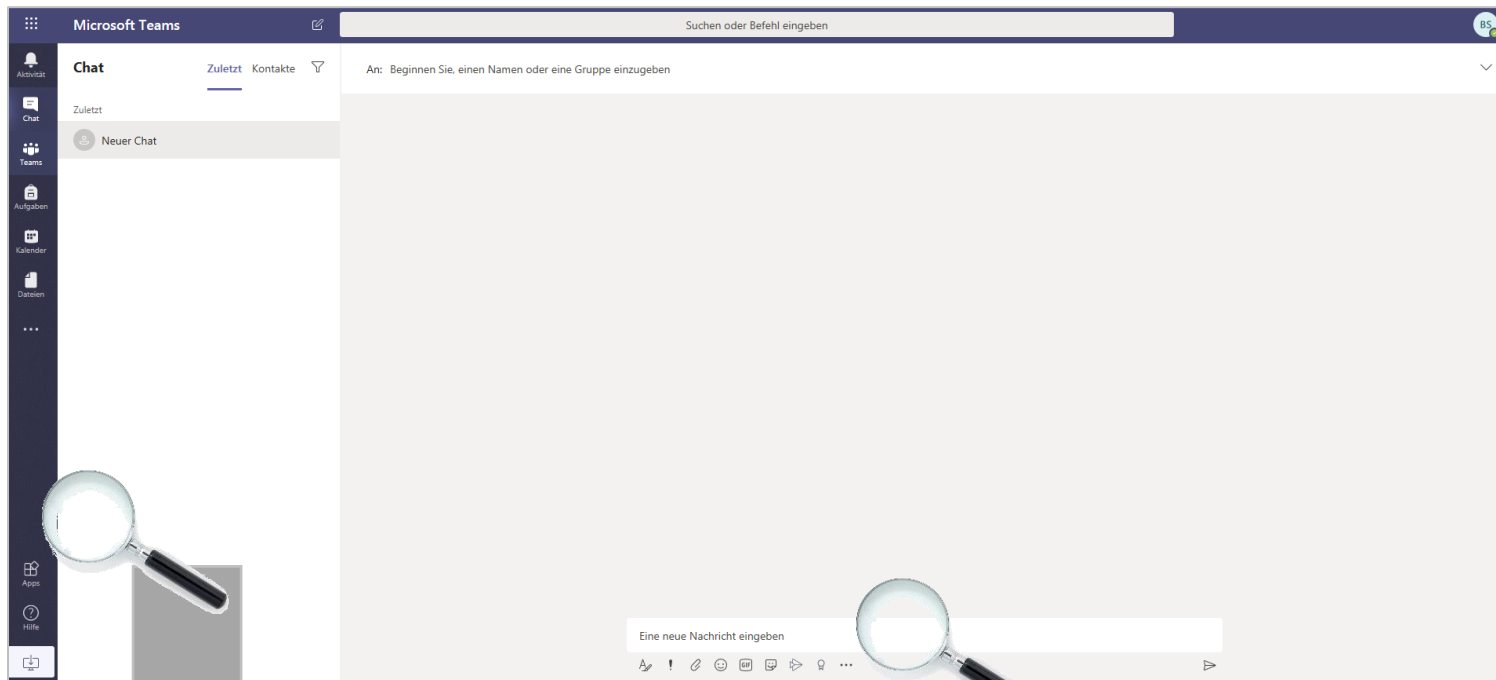 Microsoft Teams
Suchen oder Befehl eingeben
BS
Aktivität
Chat
Teams
Aufgaben
Kalender
Dateien
Apps
Hilfe
Chat
Zuletzt Kontakte
Zuletzt
Neuer Chat
An: Beginnen Sie, einen Namen oder eine Gruppe einzugeben
Eine neue Nachricht eingeben
GIF